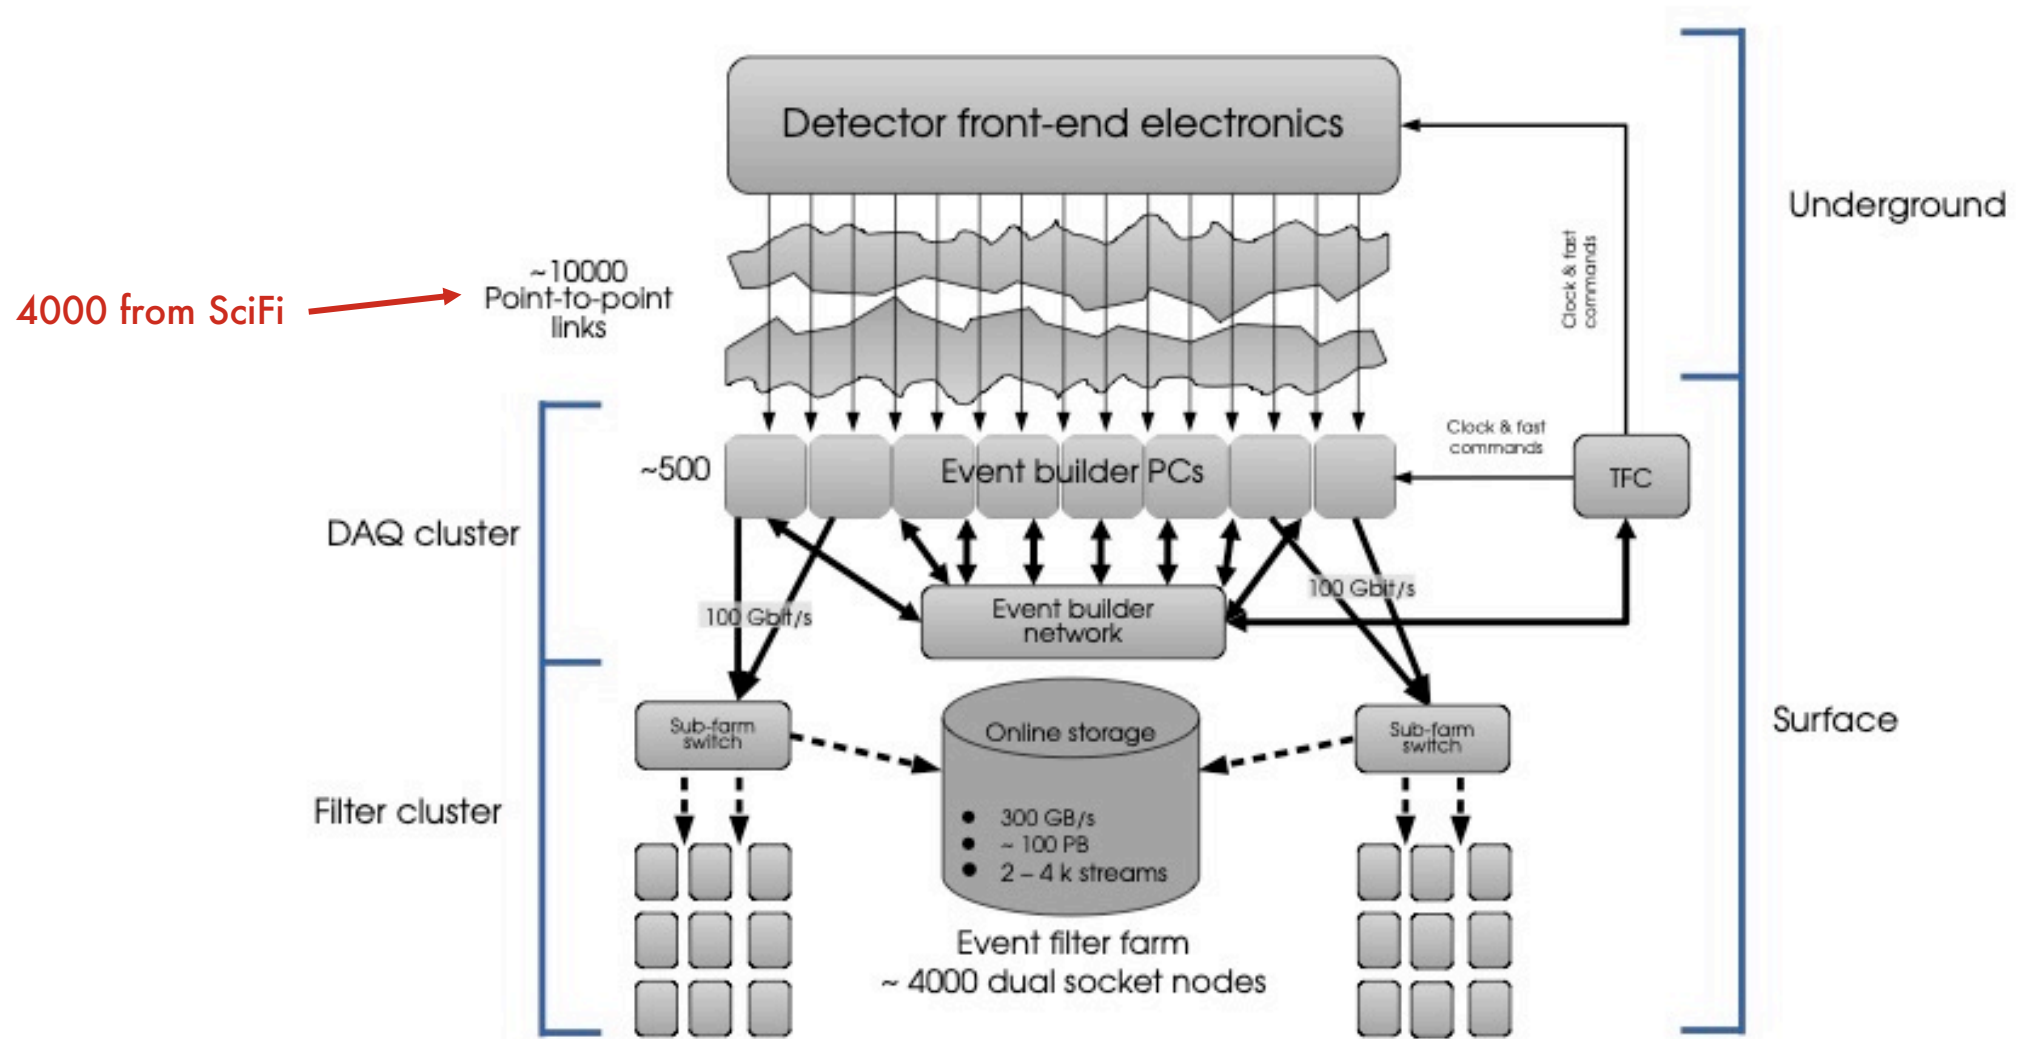 Detector front-end electronics
Underground
Clock & fast
commands
~10000
Point-to-point
links
4000 from SciFi
Clock & fast
commands
~500
Event builder PCs
TFC
DAQ cluster
100 Gbit/s
100 Gbit/s
Event builder
network
Sub-farm
switch
Online storage
Sub-farm
switch
Surface
Filter cluster
• 300 GB/s
• ~ 100 PB
• 2 – 4 k streams
Event filter farm
~ 4000 dual socket nodes